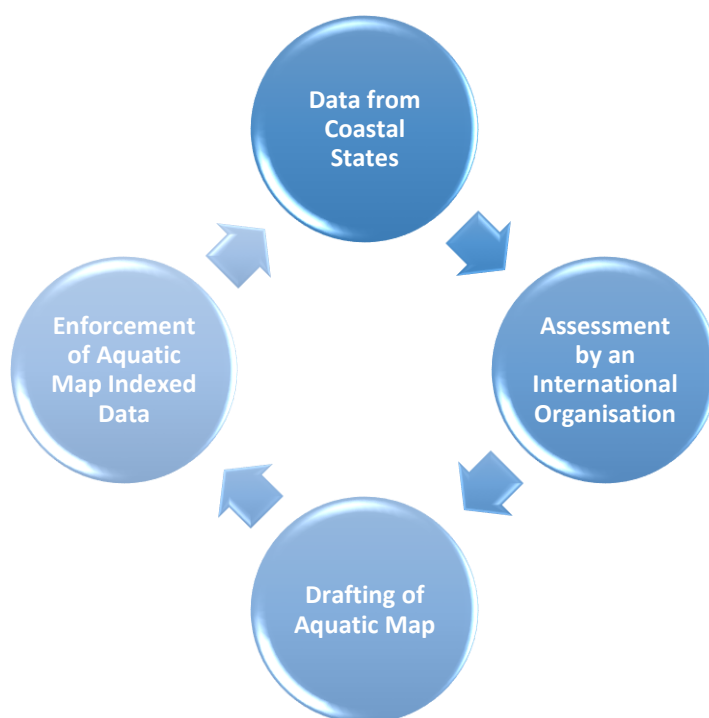 Data from
Coastal
States
Assessment
by an
International
Organisation
Drafting of
Aquatic Map
Enforcement
of Aquatic
Map Indexed
Data